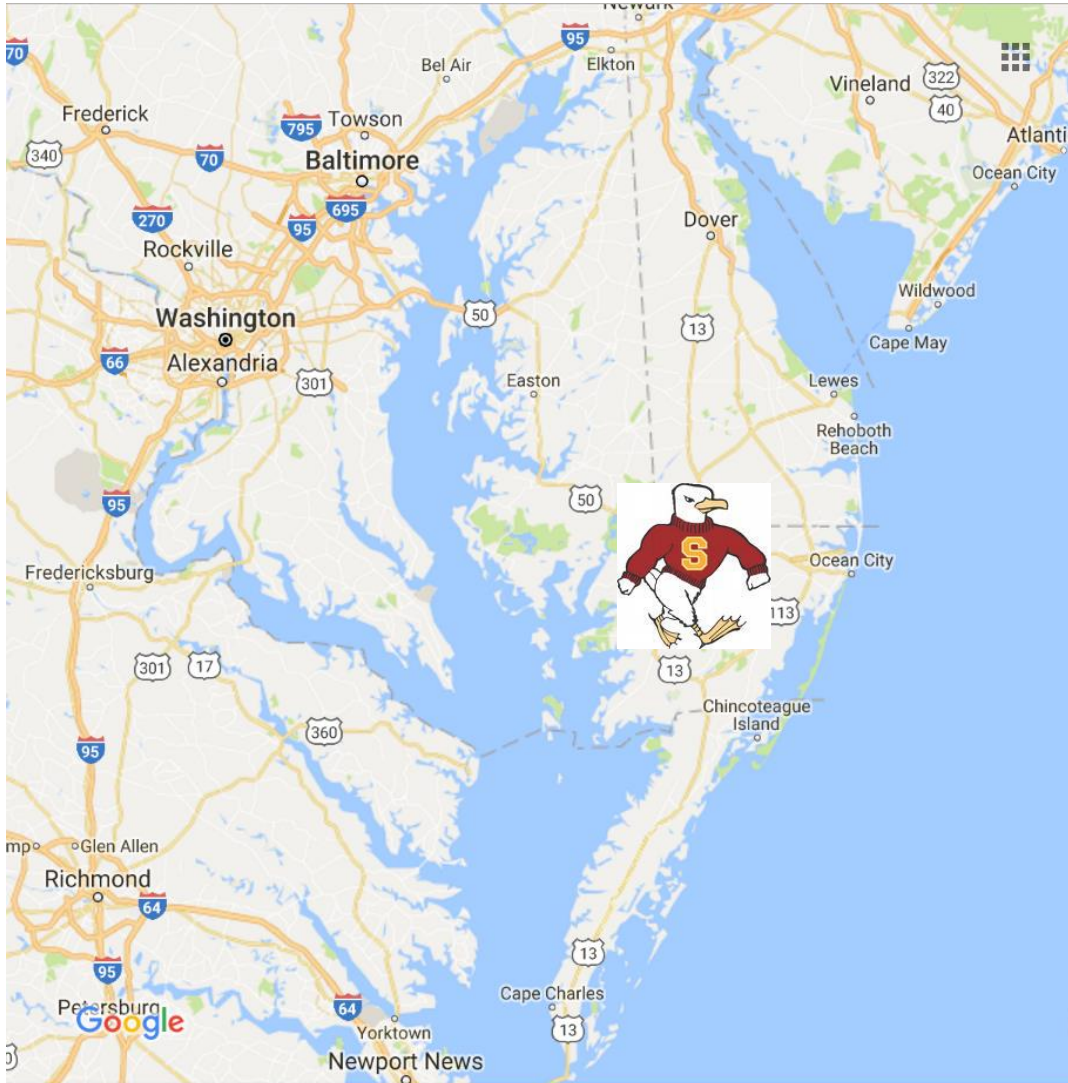 Newark
95
70
Elkton
Bel Air
322
Vineland
40
Frederick
795
Towson
Atlanti
340
70
Baltimore
Ocean City
270
95
695
Dover
Rockville
Wildwood
50
Washington
13
Cape May
66
Alexandria
301
Easton
Lewes
Rehoboth
Beach
95
50
S
Ocean City
Fredericksburg
113
301
17
13
Chincoteague
Island
360
95
mp
Glen Allen
Richmond
64
13
95
Cape Charles
Petersburg
64
Google
Yorktown
13
Newport News